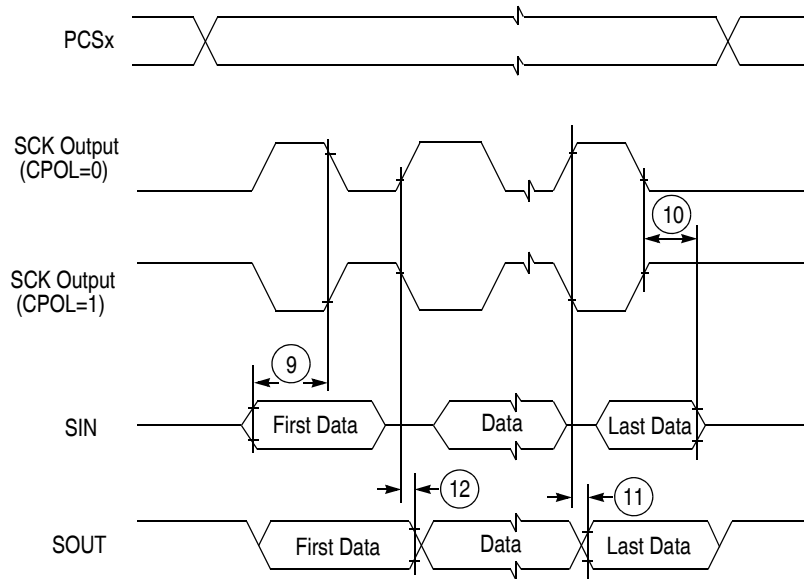 PCSx
SCK Output
(CPOL=0)
10
SCK Output
(CPOL=1)
9
SIN
First Data
Data
Last Data
12
11
SOUT
First Data
Data
Last Data